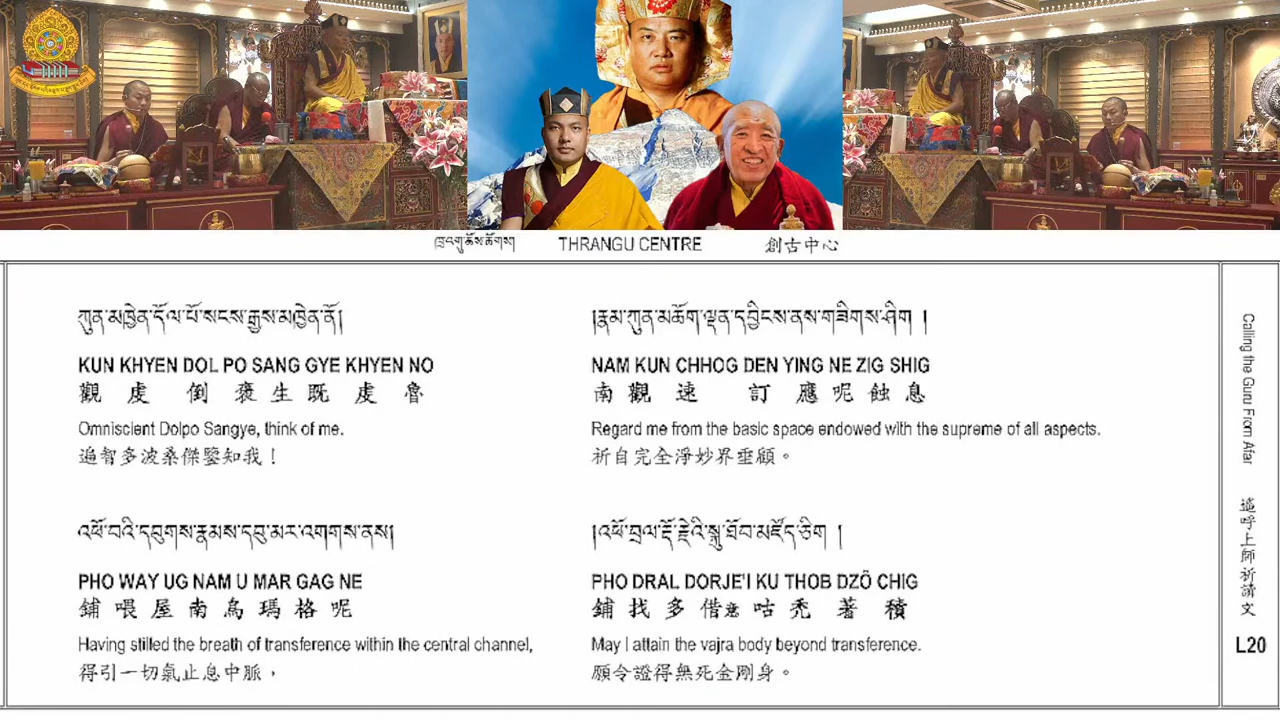 ཁྲ་འགུ་ཆོས་ཚོགས། THRANGU CENTRE 創古中心
ཀུན་མཁྱེན་དོལ་པོ་སངས་རྒྱས་མཁྱེན་ནོ། །རྣམ་ཀུན་མཆོག་ལྡན་དབྱིངས་ནས་གཟིགས་ཤིག །
KUN KHYEN DOL PO SANG GYE KHYEN NO NAM KUN CHHOG DEN YING NE ZIG SHIG
觀 虔 倒 褒 生 既 虔 魯 南 觀 速 訂 應 呢 蝕 息
Omniscient Dolpo Sangye, think of me. Regard me from the basic space endowed with the supreme of all aspects.
遍智多波桑傑鑒知我！ 祈自完全淨妙界垂顧。
འཕོ་བའི་དབུགས་རྣམས་དབུ་མར་འགགས་ནས། །འཕོ་བྲལ་རྡོ་རྗེའི་སྐུ་ཐོབ་མཛོད་ཅིག །
PHO WAY UG NAM U MAR GAG NE PHO DRAL DORJE'I KU THOB DZÖ CHIG
鋪 喂 屋 南 烏 瑪 格 呢 鋪 找 多 借意 咕 禿 著 積
Having stilled the breath of transference within the central channel, May I attain the vajra body beyond transference.
得引一切氣止息中脈， 願令證得無死金剛身。
Calling the Guru From Afar
遙呼上師祈請文
L20